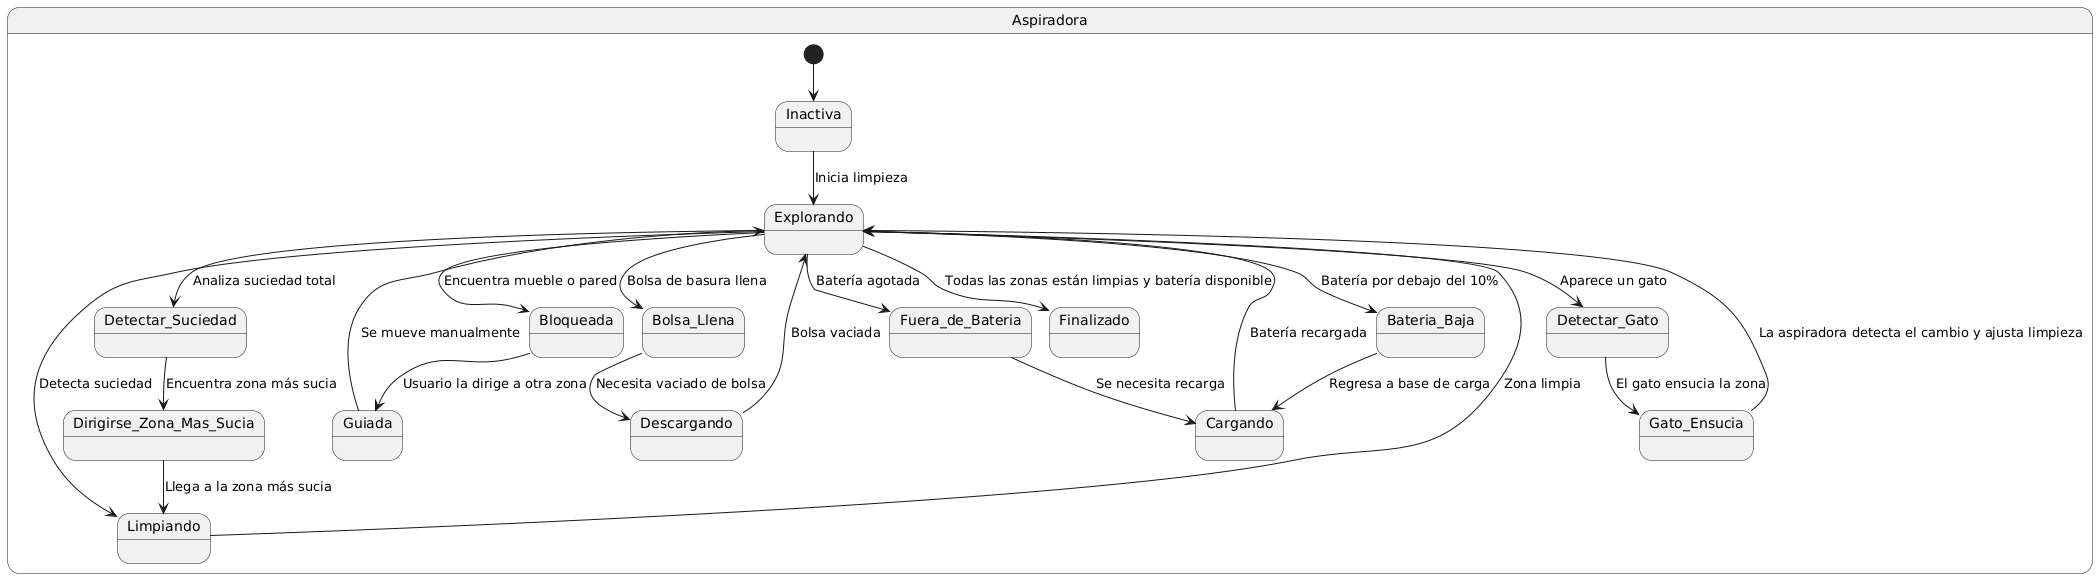 Aspiradora
Inactiva
Inicia limpieza
Explorando
Analiza suciedad total
Encuentra mueble o pared
Bolsa de basura llena
Batería agotada
Todas las zonas están limpias y batería disponible
Batería por debajo del 10%
Aparece un gato
Detectar_Suciedad
Se mueve manualmente
Bloqueada
Bolsa_Llena
Bolsa vaciada
Fuera_de_Bateria
Finalizado
Batería recargada
Bateria_Baja
Detectar_Gato
La aspiradora detecta el cambio y ajusta limpieza
Detecta suciedad
Encuentra zona más sucia
Usuario la dirige a otra zona
Necesita vaciado de bolsa
Se necesita recarga
Regresa a base de carga
Zona limpia
El gato ensucia la zona
Dirigirse_Zona_Mas_Sucia
Guiada
Descargando
Cargando
Gato_Ensucia
Llega a la zona más sucia
Limpiando